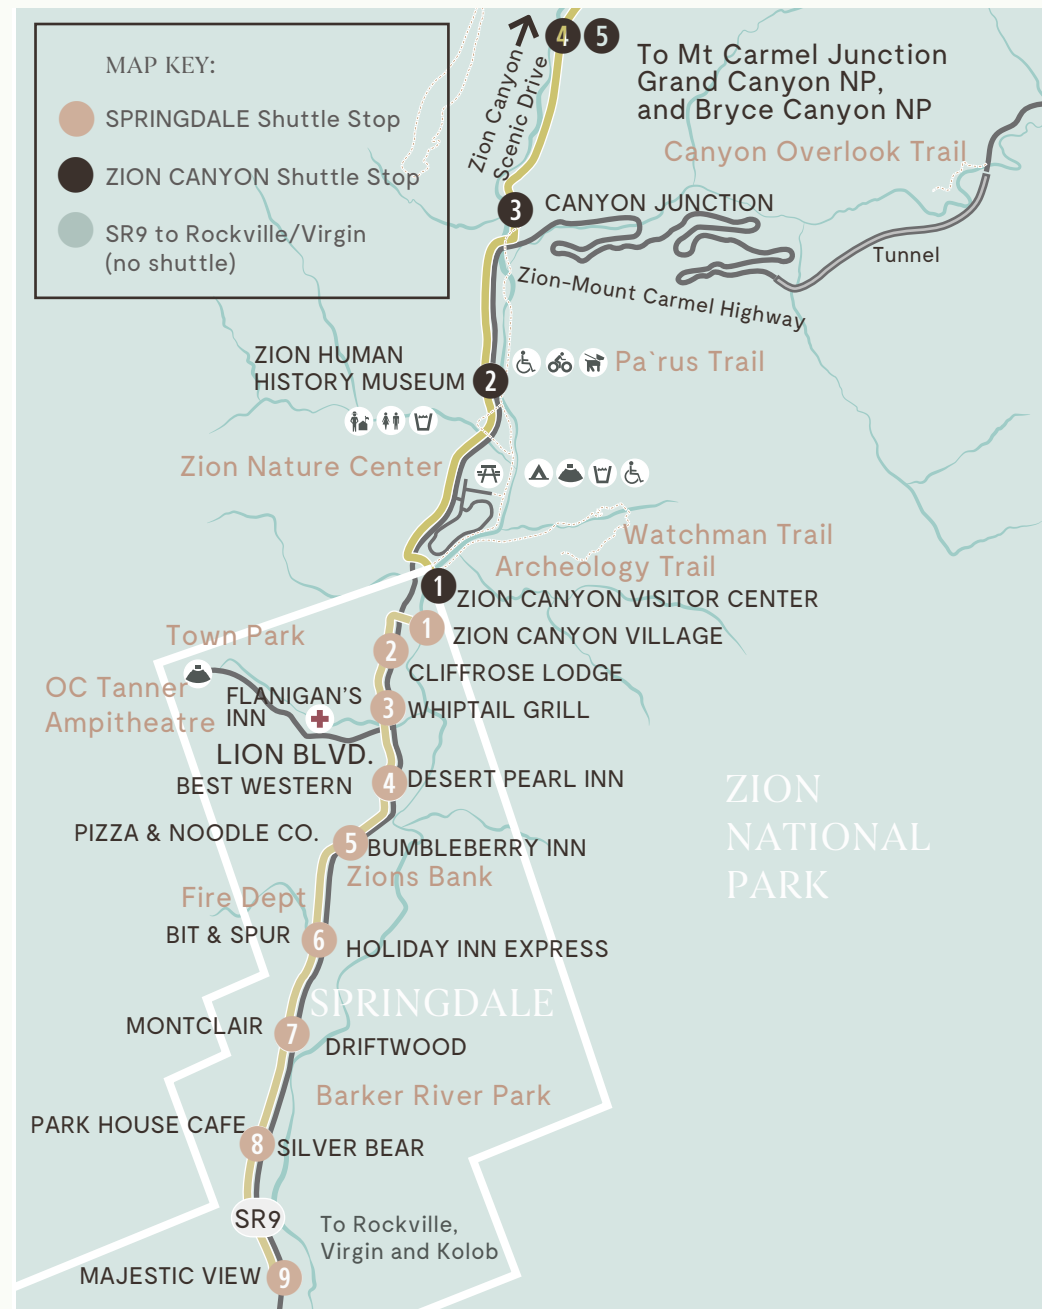 MAP KEY:
SPRINGDALE Shuttle Stop
ZION CANYON Shuttle Stop
SR9 to Rockville/Virgin
(no shuttle)
Zion Canyon
Scenic Drive
4 5
To Mt Carmel Junction
Grand Canyon NP,
and Bryce Canyon NP
Canyon Overlook Trail
3 CANYON JUNCTION
Tunnel
Zion-Mount Carmel Highway
ZION HUMAN
HISTORY MUSEUM
2
Pa`rus Trail
Zion Nature Center
Watchman Trail
Archeology Trail
1 ZION CANYON VISITOR CENTER
1 ZION CANYON VILLAGE
Town Park
2 CLIFFROSE LODGE
OC Tanner
Ampitheatre
FLANIGAN'S
INN
3 WHIPTAIL GRILL
LION BLVD.
BEST WESTERN 4 DESERT PEARL INN
ZION
NATIONAL
PARK
PIZZA & NOODLE CO. 5 BUMBLEBERRY INN
Zions Bank
Fire Dept
BIT & SPUR 6 HOLIDAY INN EXPRESS
SPRINGDALE
MONTCLAIR 7 DRIFTWOOD
Barker River Park
PARK HOUSE CAFE 8 SILVER BEAR
SR9
To Rockville,
Virgin and Kolob
MAJESTIC VIEW 9